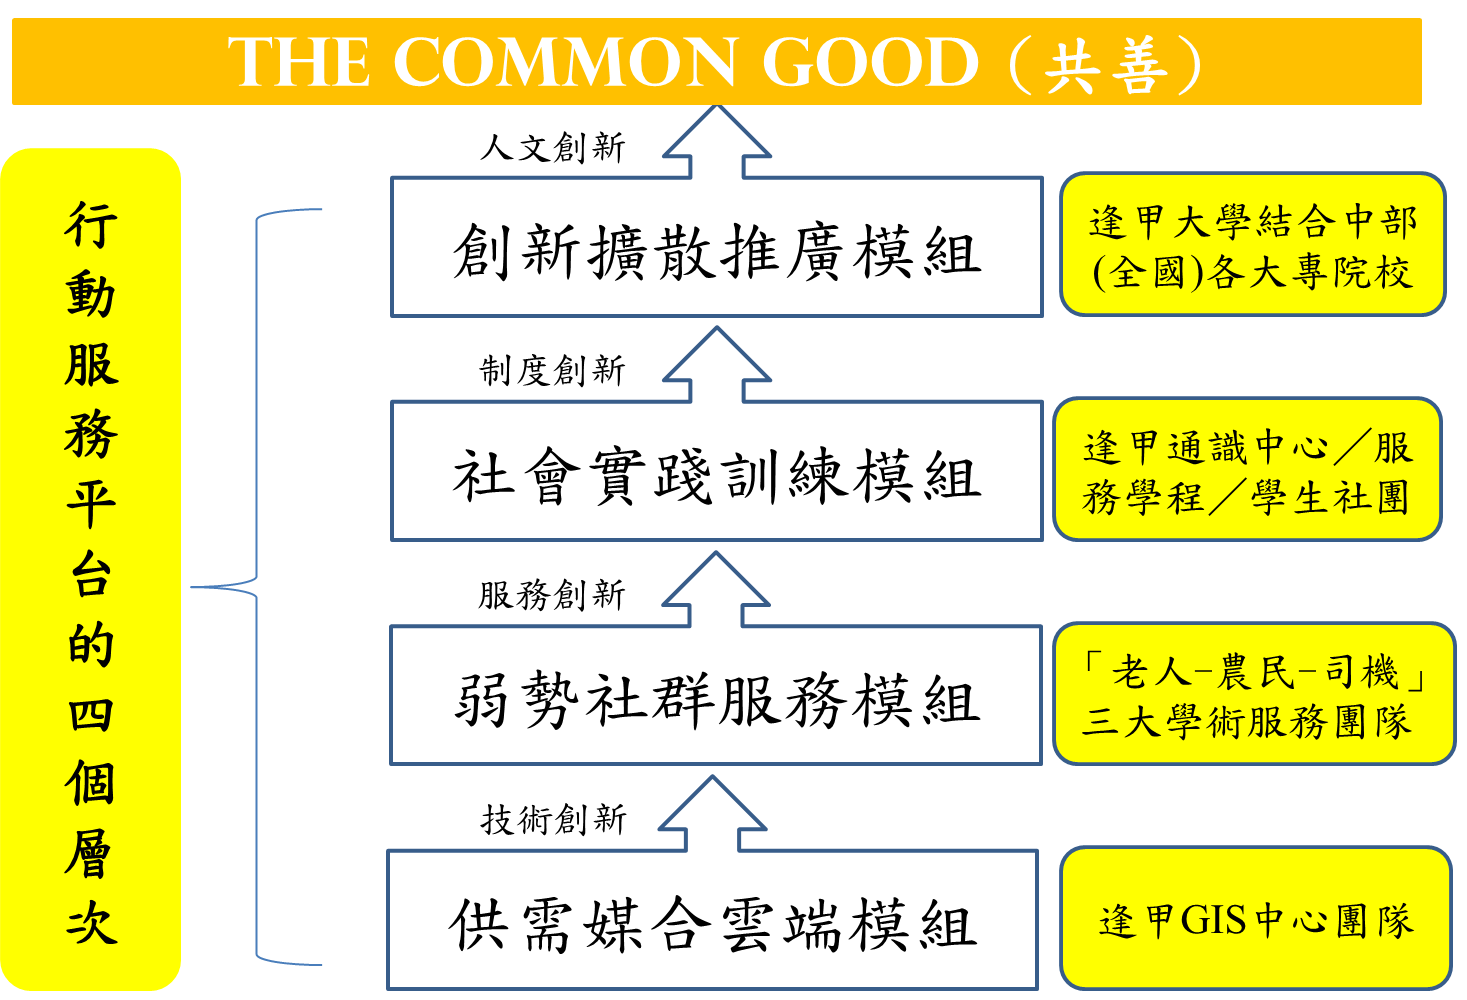 THE COMMON GOOD（共善）
行動服務平台的四個層次
人文創新
創新擴散推廣模組
逢甲大學結合中部
(全國)各大專院校
制度創新
社會實踐訓練模組
逢甲通識中心／服
務學程／學生社團
服務創新
弱勢社群服務模組
「老人-農民-司機」
三大學術服務團隊
技術創新
供需媒合雲端模組
逢甲GIS中心團隊